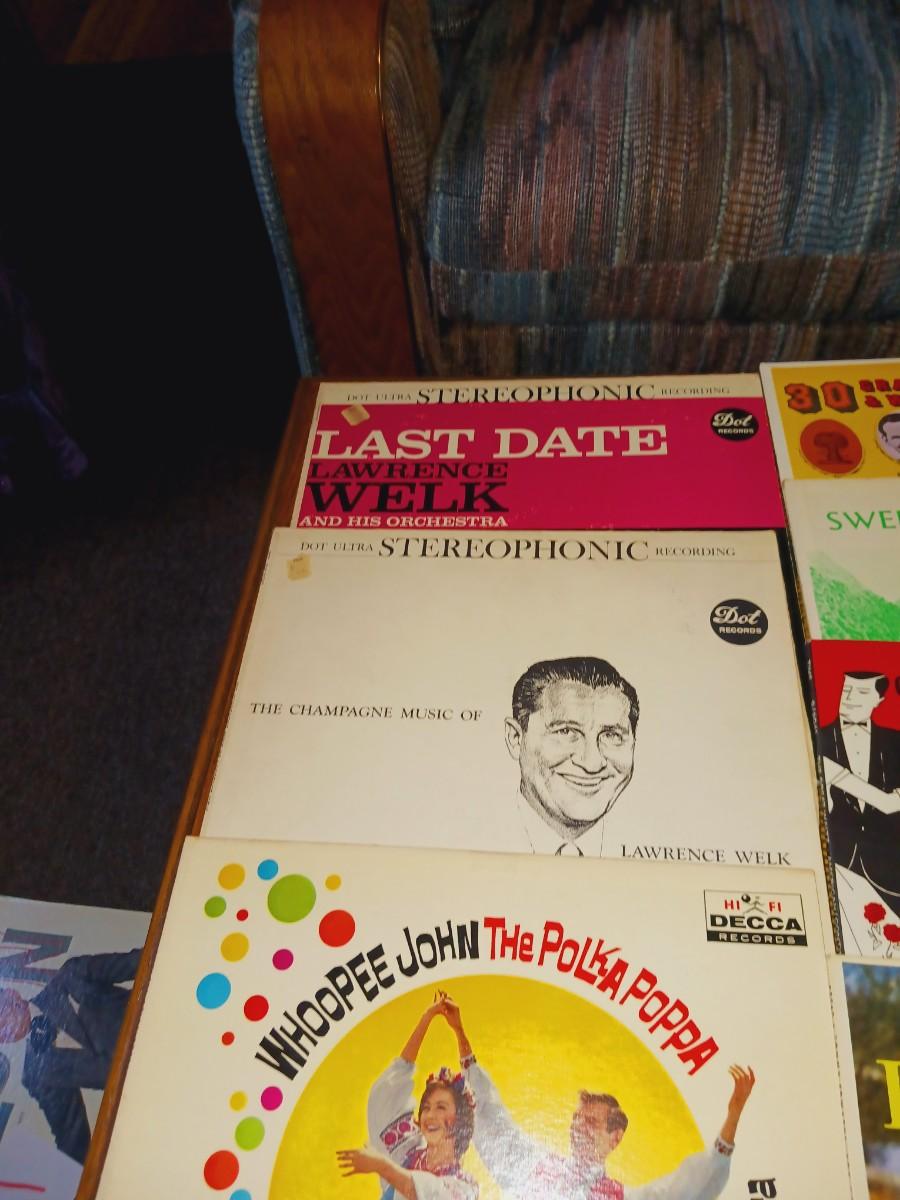 DOT ULTRA STEREOPHONIC RECORDING
Dot
RECORDS
LAST DATE
LAWRENCE
WELK
AND HIS ORCHESTRA
30
DOT ULTRA STEREOPHONIC RECORDING
Dot
RECORDS
THE CHAMPAGNE MUSIC OF
LAWRENCE WELK
HI FI
DECCA
RECORDS
WHOOPEE JOHN THE POLKA POPPA